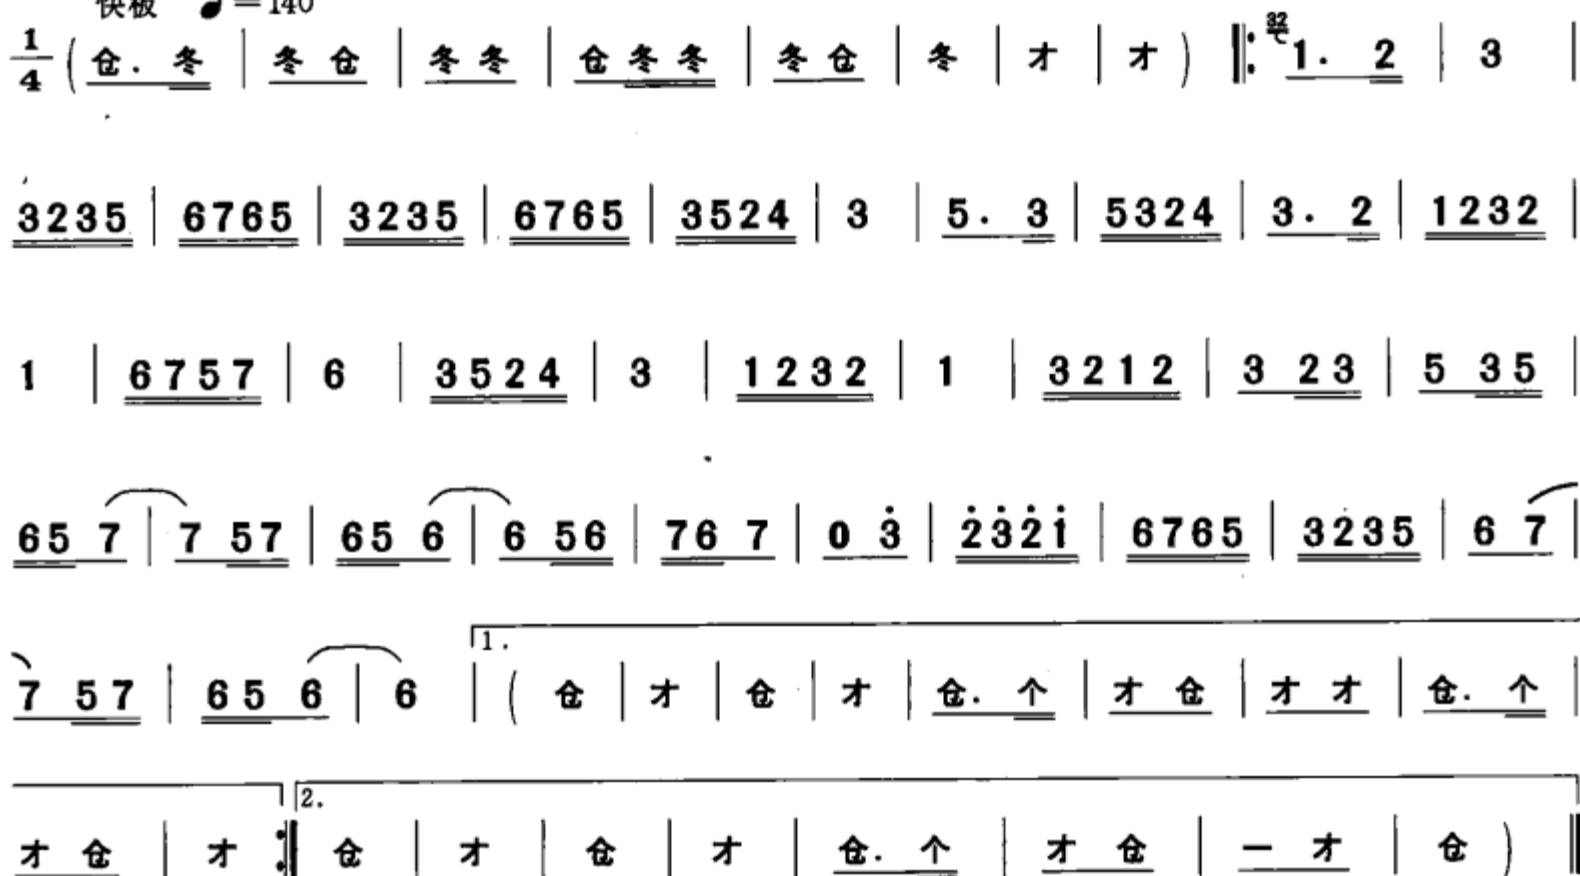 快板 ♩=140
1/4 ( 仓. 冬 | 冬 仓 | 冬 冬 | 仓 冬 冬 | 冬 仓 | 冬 | 才 | 才 ) ‖: 32 1. 2 | 3 |
3235 | 6765 | 3235 | 6765 | 3524 | 3 | 5. 3 | 5324 | 3. 2 | 1232 |
1 | 6757 | 6 | 3524 | 3 | 1232 | 1 | 3212 | 3 23 | 5 35 |
65 7 | 7 57 | 65 6 | 6 56 | 76 7 | 0 3̇ | 2̇3̇2̇1̇ | 6765 | 3235 | 6 7 |
1.
7 57 | 65 6 | 6 | ( 仓 | 才 | 仓 | 才 | 仓. 个 | 才 仓 | 才 才 | 仓. 个 |
2.
才 仓 | 才 :‖ 仓 | 才 | 仓 | 才 | 仓. 个 | 才 仓 | 一 才 | 仓 ) ‖